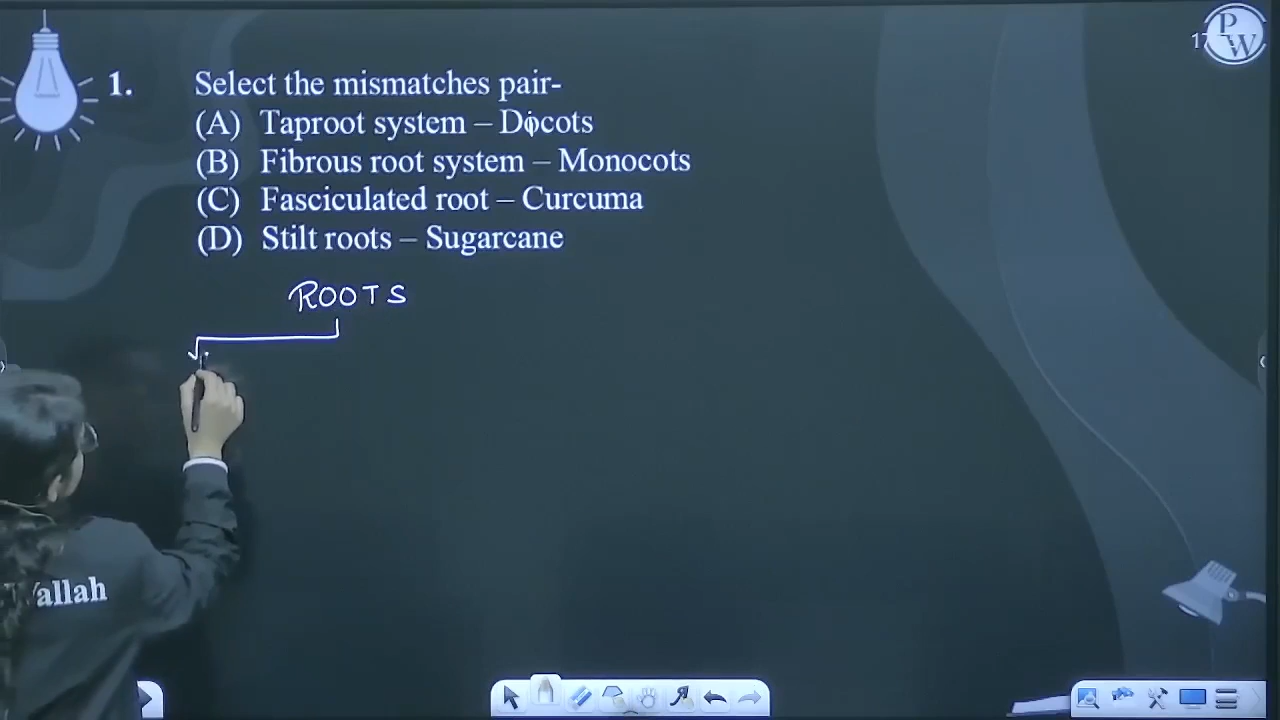 P
W
17
1. Select the mismatches pair-
(A) Taproot system – Dicots
(B) Fibrous root system – Monocots
(C) Fasciculated root – Curcuma
(D) Stilt roots – Sugarcane
ROOTS
allah